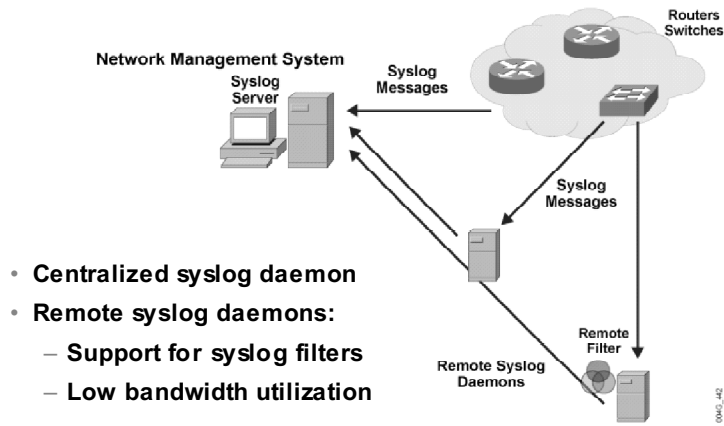 Routers
Switches
Network Management System
Syslog
Server
Syslog
Messages
Syslog
Messages
• Centralized syslog daemon
• Remote syslog daemons:
– Support for syslog filters
– Low bandwidth utilization
Remote
Filter
Remote Syslog
Daemons
004G_442